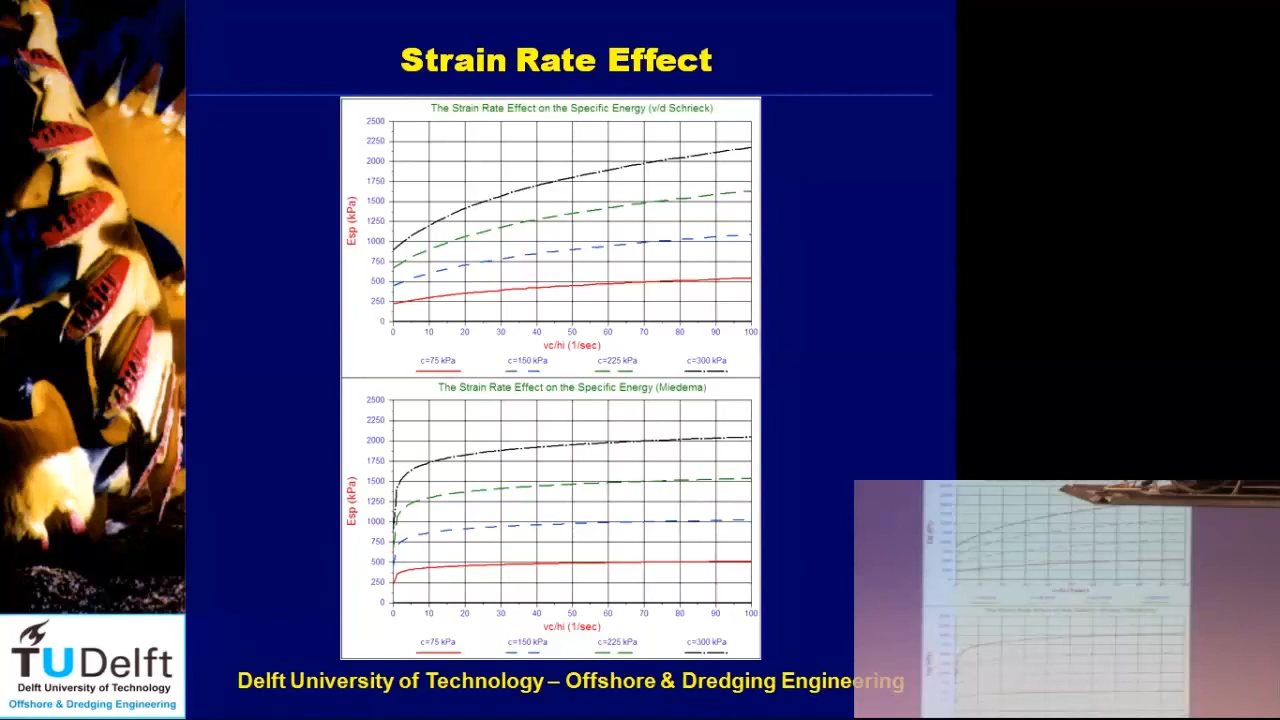 Strain Rate Effect
The Strain Rate Effect on the Specific Energy (v/d Schrieck)
2500
2250
2000
1750
1500
1250
1000
750
500
250
0
Esp (kPa)
0 10 20 30 40 50 60 70 80 90 100
vc/hi (1/sec)
c=75 kPa c=150 kPa c=225 kPa c=300 kPa
The Strain Rate Effect on the Specific Energy (Miedema)
2500
2250
2000
1750
1500
1250
1000
750
500
250
0
Esp (kPa)
0 10 20 30 40 50 60 70 80 90 100
vc/hi (1/sec)
c=75 kPa c=150 kPa c=225 kPa c=300 kPa
TUDelft
Delft University of Technology
Offshore & Dredging Engineering
Delft University of Technology – Offshore & Dredging Engineering